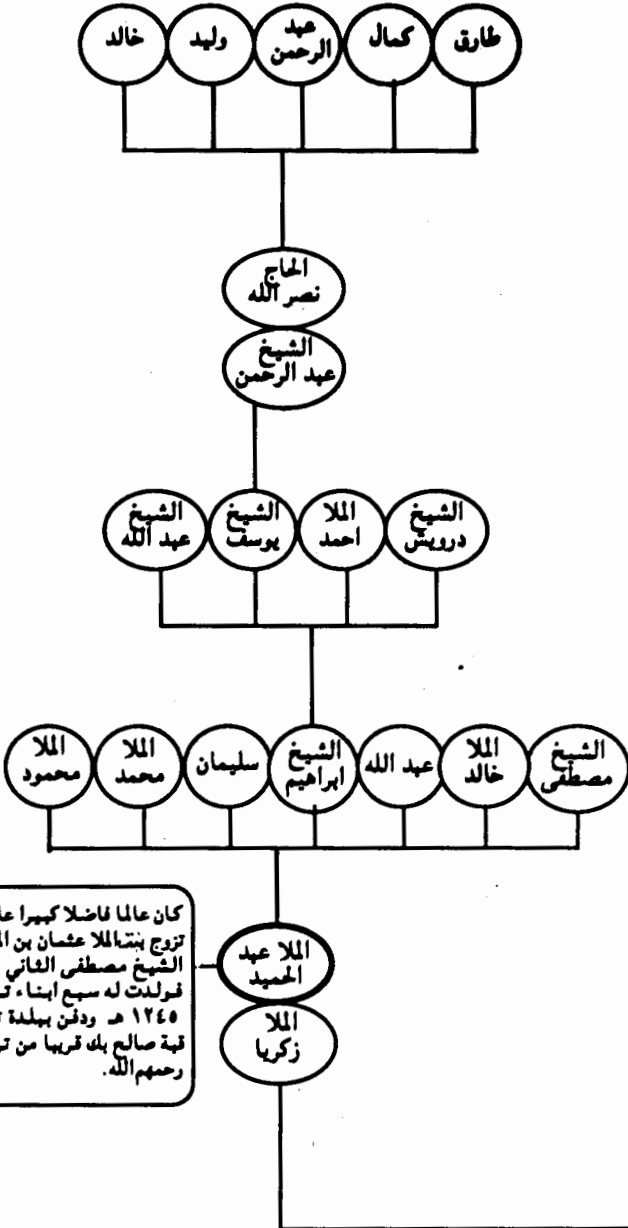 طارق
كمال
عبد
الرحمن
وليد
خالد
الحاج
نصر الله
الشيخ
عبد الرحمن
الشيخ
درويش
الملا
احمد
الشيخ
يوسف
الشيخ
عبد الله
الشيخ
مصطفى
الملا
خالد
عبد الله
الشيخ
ابراهيم
سليمان
الملا
محمد
الملا
محمود
الملا عبد
الحميد
الملا
زكريا
كان عالما فاضلا كبيرا
تزوج بنت الملا عثمان بن
الشيخ مصطفى الثاني
فولدت له سبع ابناء
١٢٤٥ هـ ودفن ببلدة
قبة صالح بك قريبا من
رحمهم الله.